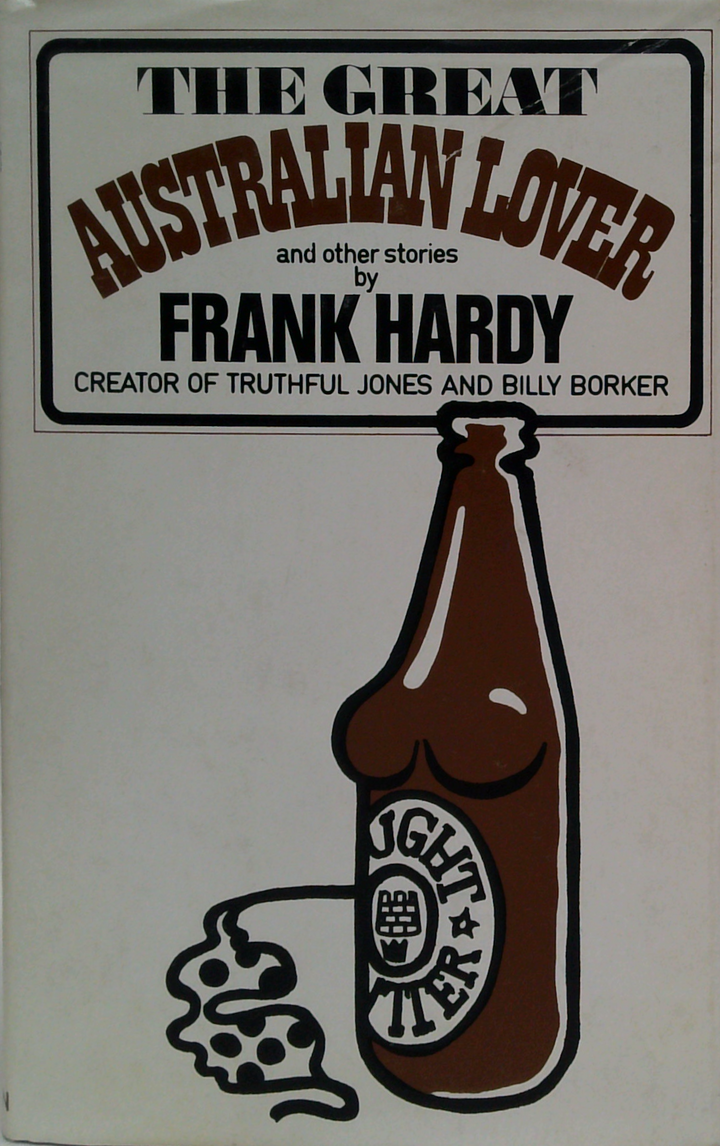 THE GREAT
AUSTRALIAN LOVER
and other stories
by
FRANK HARDY
CREATOR OF TRUTHFUL JONES AND BILLY BORKER
UGHT
TTER